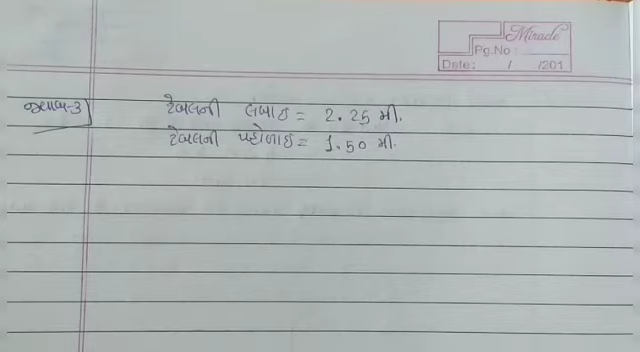 Mirade
Pg.No :
Date: / /201
જવાબ-3) ટેબલની લંબાઇ = 2.25 મી.
ટેબલની પહોળાઇ = 1.50 મી.